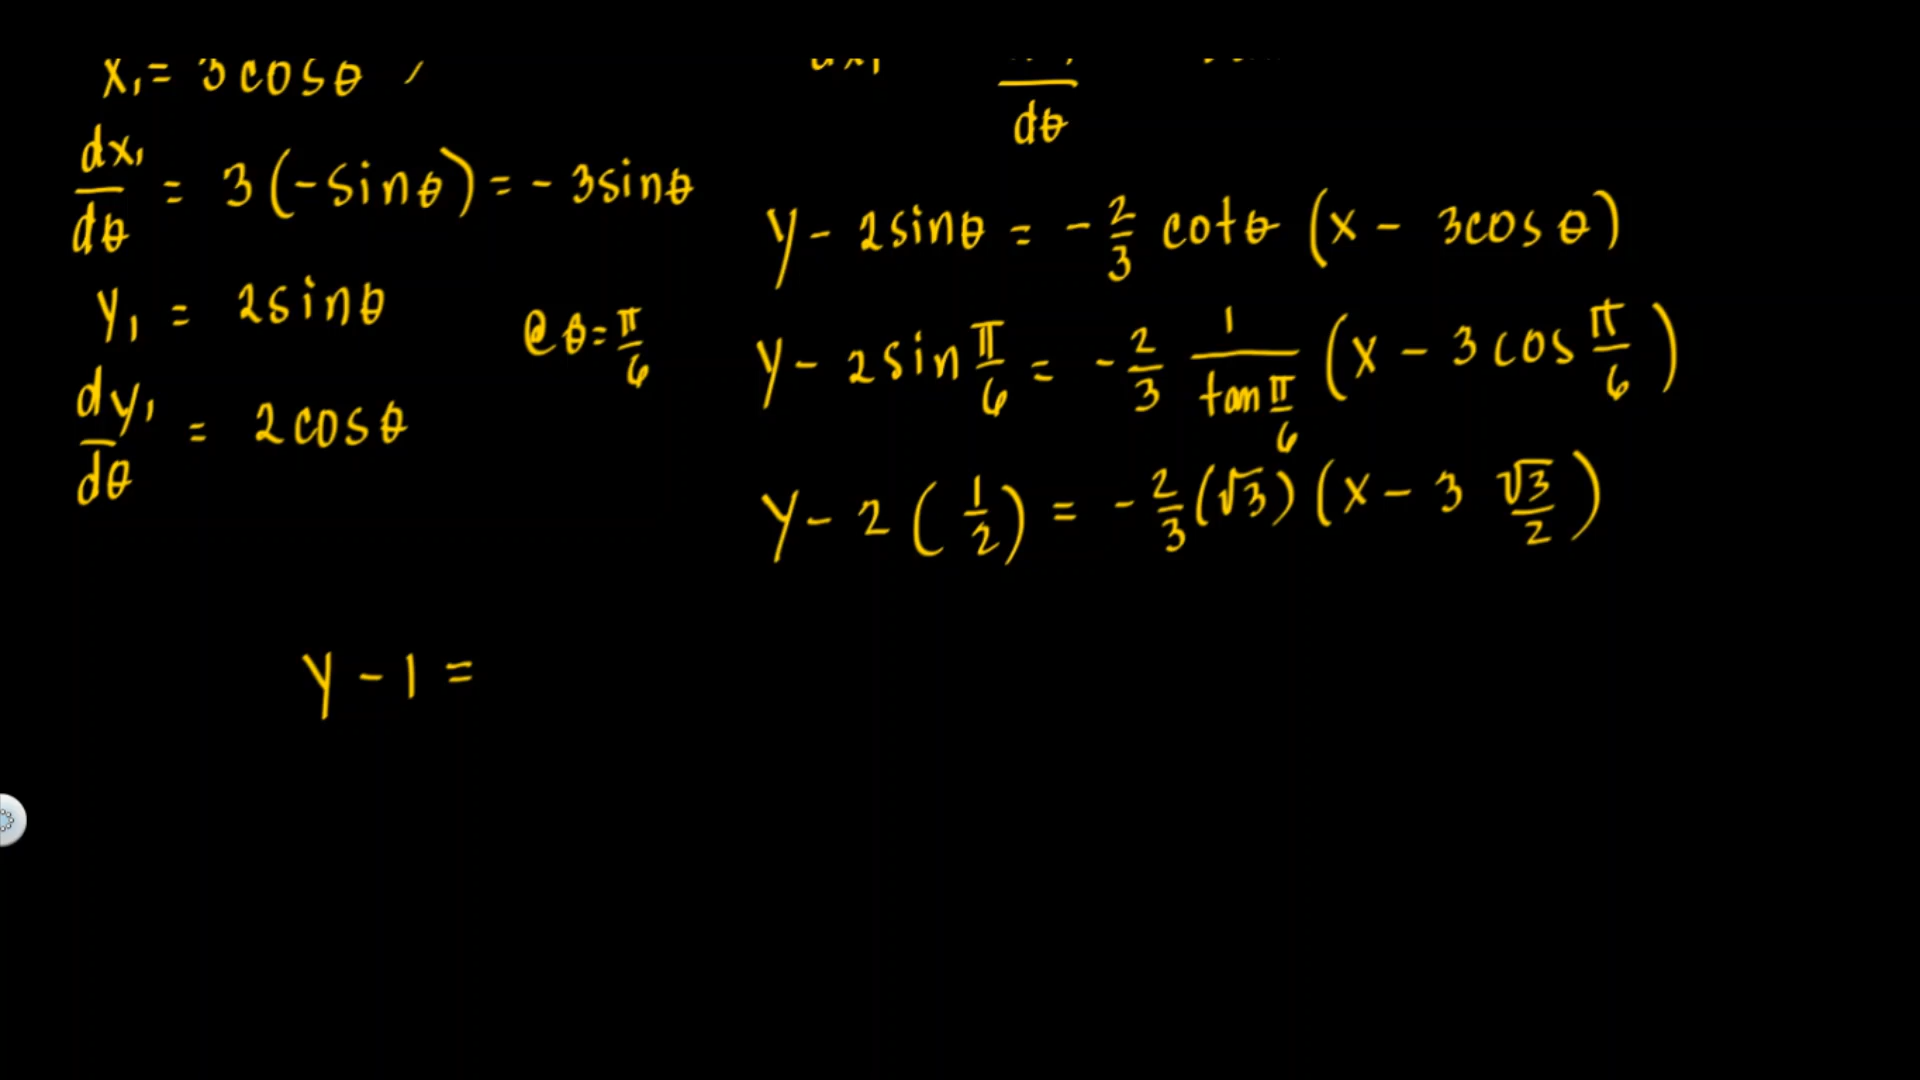 x₁ = 3cosθ
dx₁/dθ = 3(-sinθ) = -3sinθ
y₁ = 2sinθ
dy₁/dθ = 2cosθ
@ θ = π/6
dθ
y - 2sinθ = -2/3 cotθ (x - 3cosθ)
y - 2sin π/6 = -2/3 1/(tan π/6) (x - 3cos π/6)
y - 2(1/2) = -2/3 (√3)(x - 3 √3/2)
y - 1 =